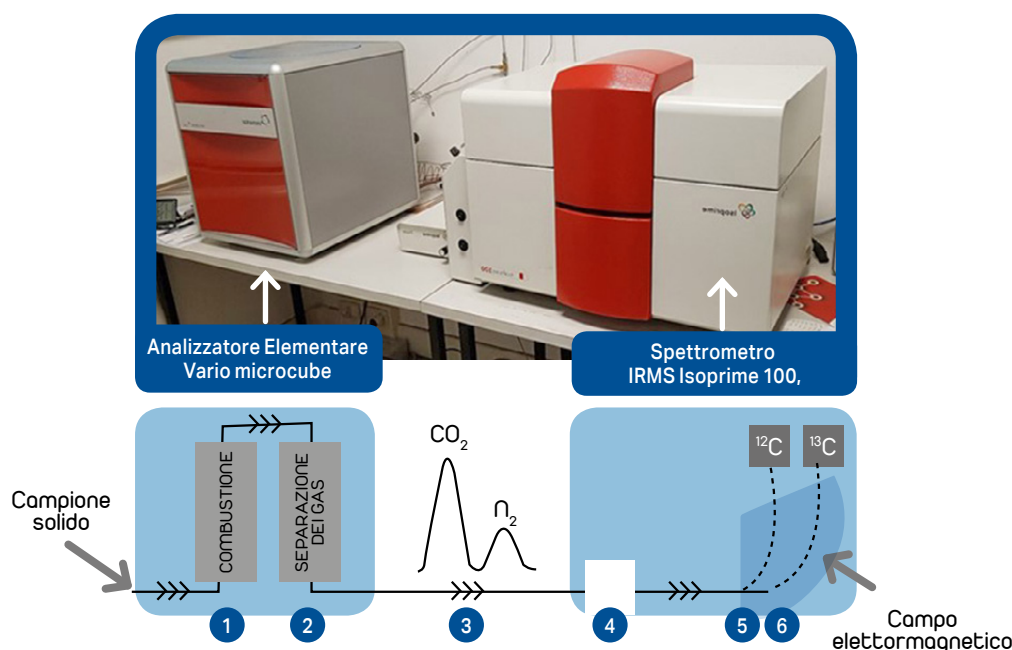 Analizzatore Elementare
Vario microcube
Spettrometro
IRMS Isoprime 100,
Campione
solido
COMBUSTIONE
SEPARAZIONE
DEI GAS
CO₂
N₂
¹²C
¹³C
1
2
3
4
5
6
Campo
elettormagnetico